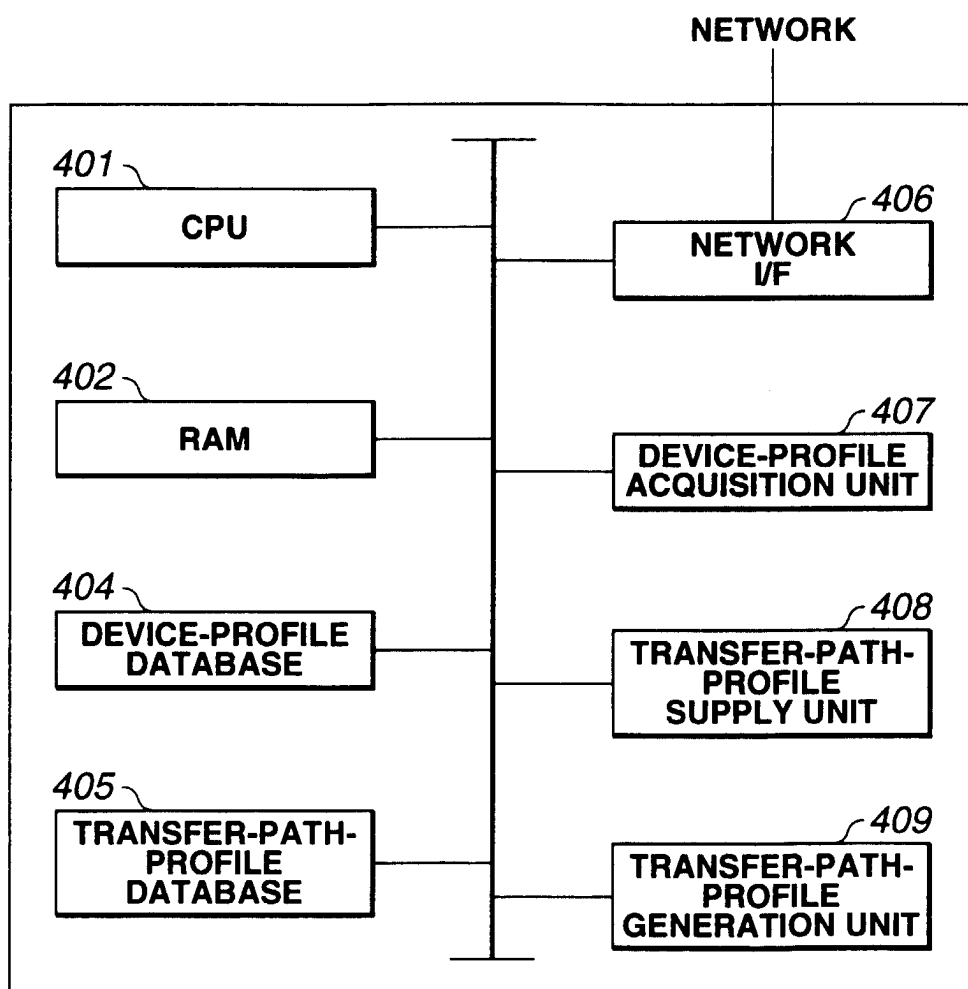 NETWORK
401
CPU
402
RAM
404
DEVICE-PROFILE
DATABASE
405
TRANSFER-PATH-
PROFILE
DATABASE
406
NETWORK
I/F
407
DEVICE-PROFILE
ACQUISITION UNIT
408
TRANSFER-PATH-
PROFILE
SUPPLY UNIT
409
TRANSFER-PATH-
PROFILE
GENERATION UNIT